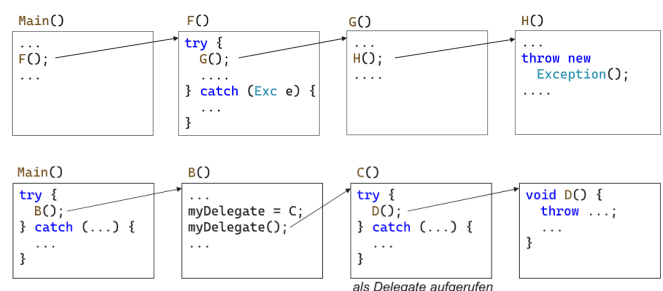 Main()
...
F();
...
F()
try {
G();
....
} catch (Exc e) {
...
}
G()
...
H();
....
H()
...
throw new
Exception();
....
Main()
try {
B();
} catch (...) {
...
}
B()
...
myDelegate = C;
myDelegate();
...
C()
try {
D();
} catch (...) {
...
}
als Delegate aufgerufen
void D() {
throw ...;
...
}